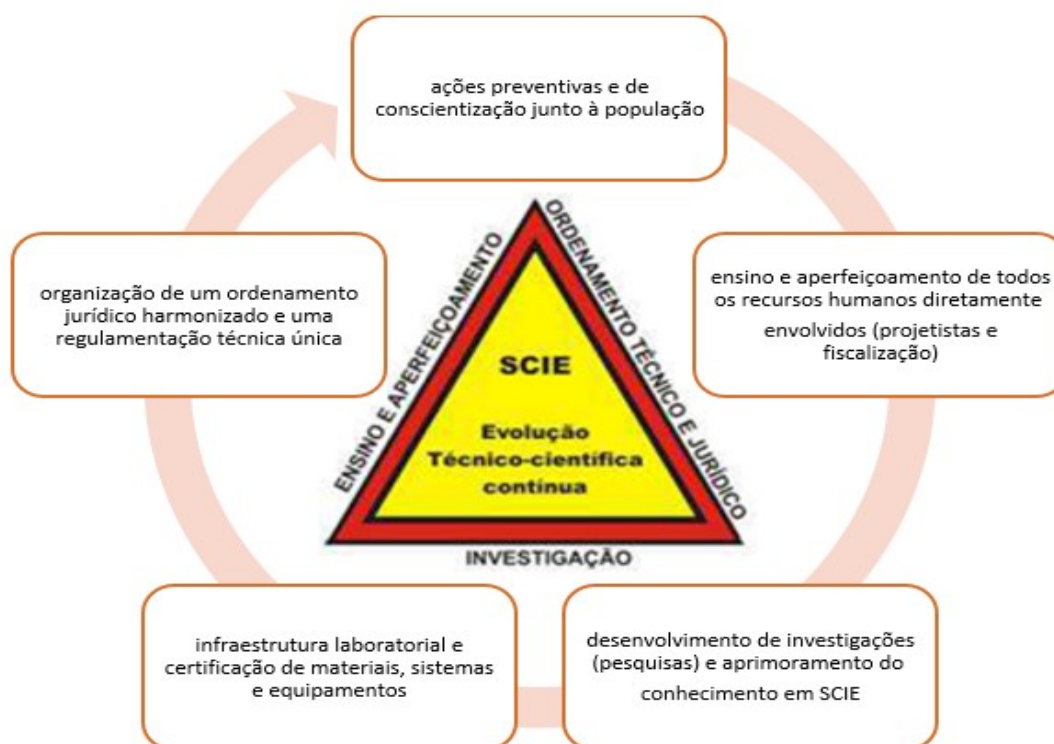 ações preventivas e de
conscientização junto à população
ensino e aperfeiçoamento de todos
os recursos humanos diretamente
envolvidos (projetistas e
fiscalização)
desenvolvimento de investigações
(pesquisas) e aprimoramento do
conhecimento em SCIE
infraestrutura laboratorial e
certificação de materiais, sistemas
e equipamentos
organização de um ordenamento
jurídico harmonizado e uma
regulamentação técnica única
ENSINO E APERFEIÇOAMENTO
ORDENAMENTO TÉCNICO E JURÍDICO
SCIE
Evolução
Técnico-científica
contínua
INVESTIGAÇÃO